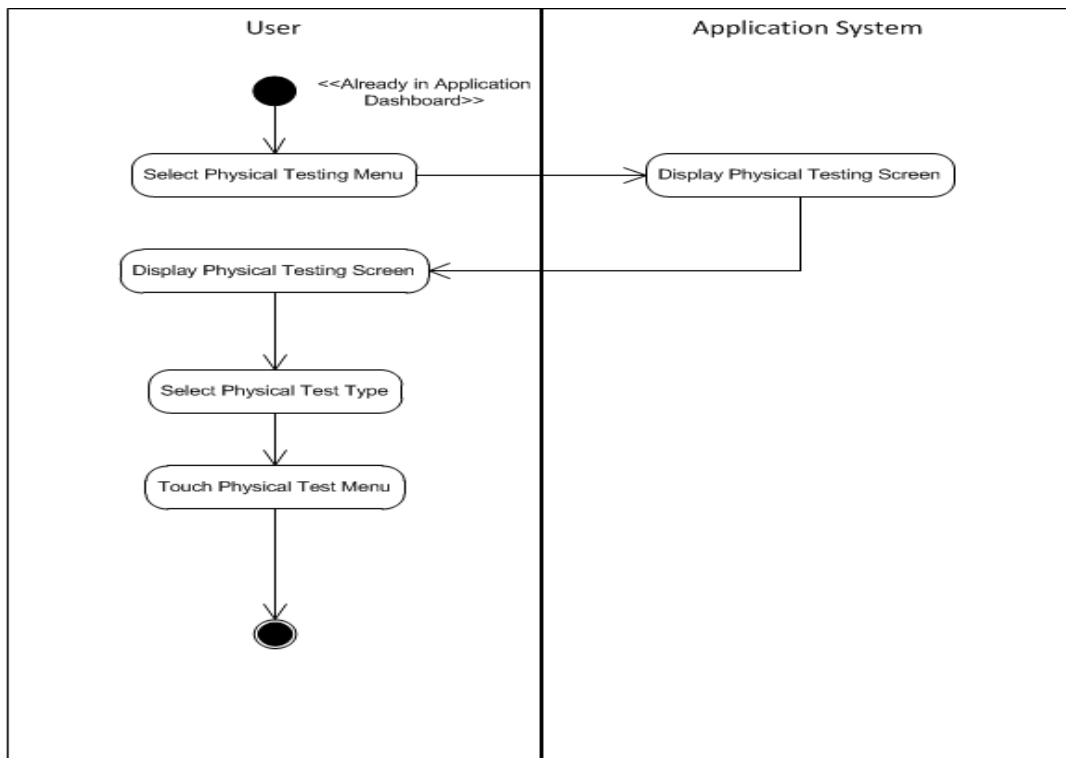 User
Application System
<<Already in Application
Dashboard>>
Select Physical Testing Menu
Display Physical Testing Screen
Display Physical Testing Screen
Select Physical Test Type
Touch Physical Test Menu